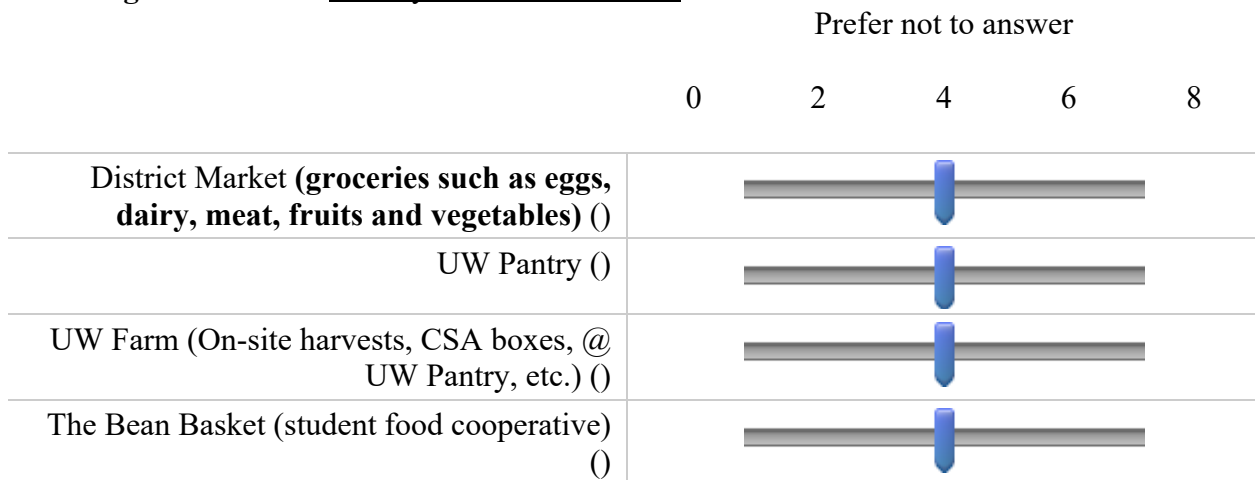 Prefer not to answer
0 2 4 6 8
District Market (groceries such as eggs,
dairy, meat, fruits and vegetables) ()
UW Pantry ()
UW Farm (On-site harvests, CSA boxes, @
UW Pantry, etc.) ()
The Bean Basket (student food cooperative)
()